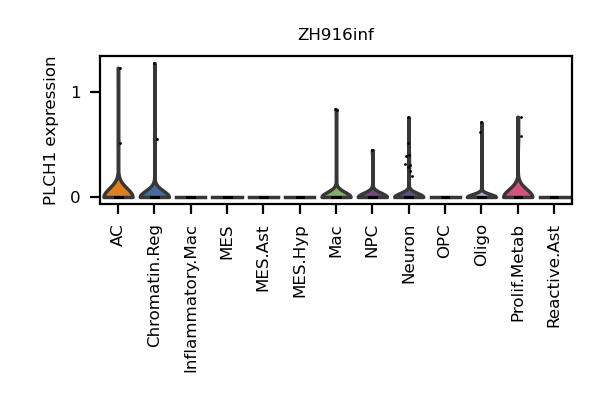 ZH916inf
PLCH1 expression
1
0
AC
Chromatin.Reg
Inflammatory.Mac
MES
MES.Ast
MES.Hyp
Mac
NPC
Neuron
OPC
Oligo
Prolif.Metab
Reactive.Ast